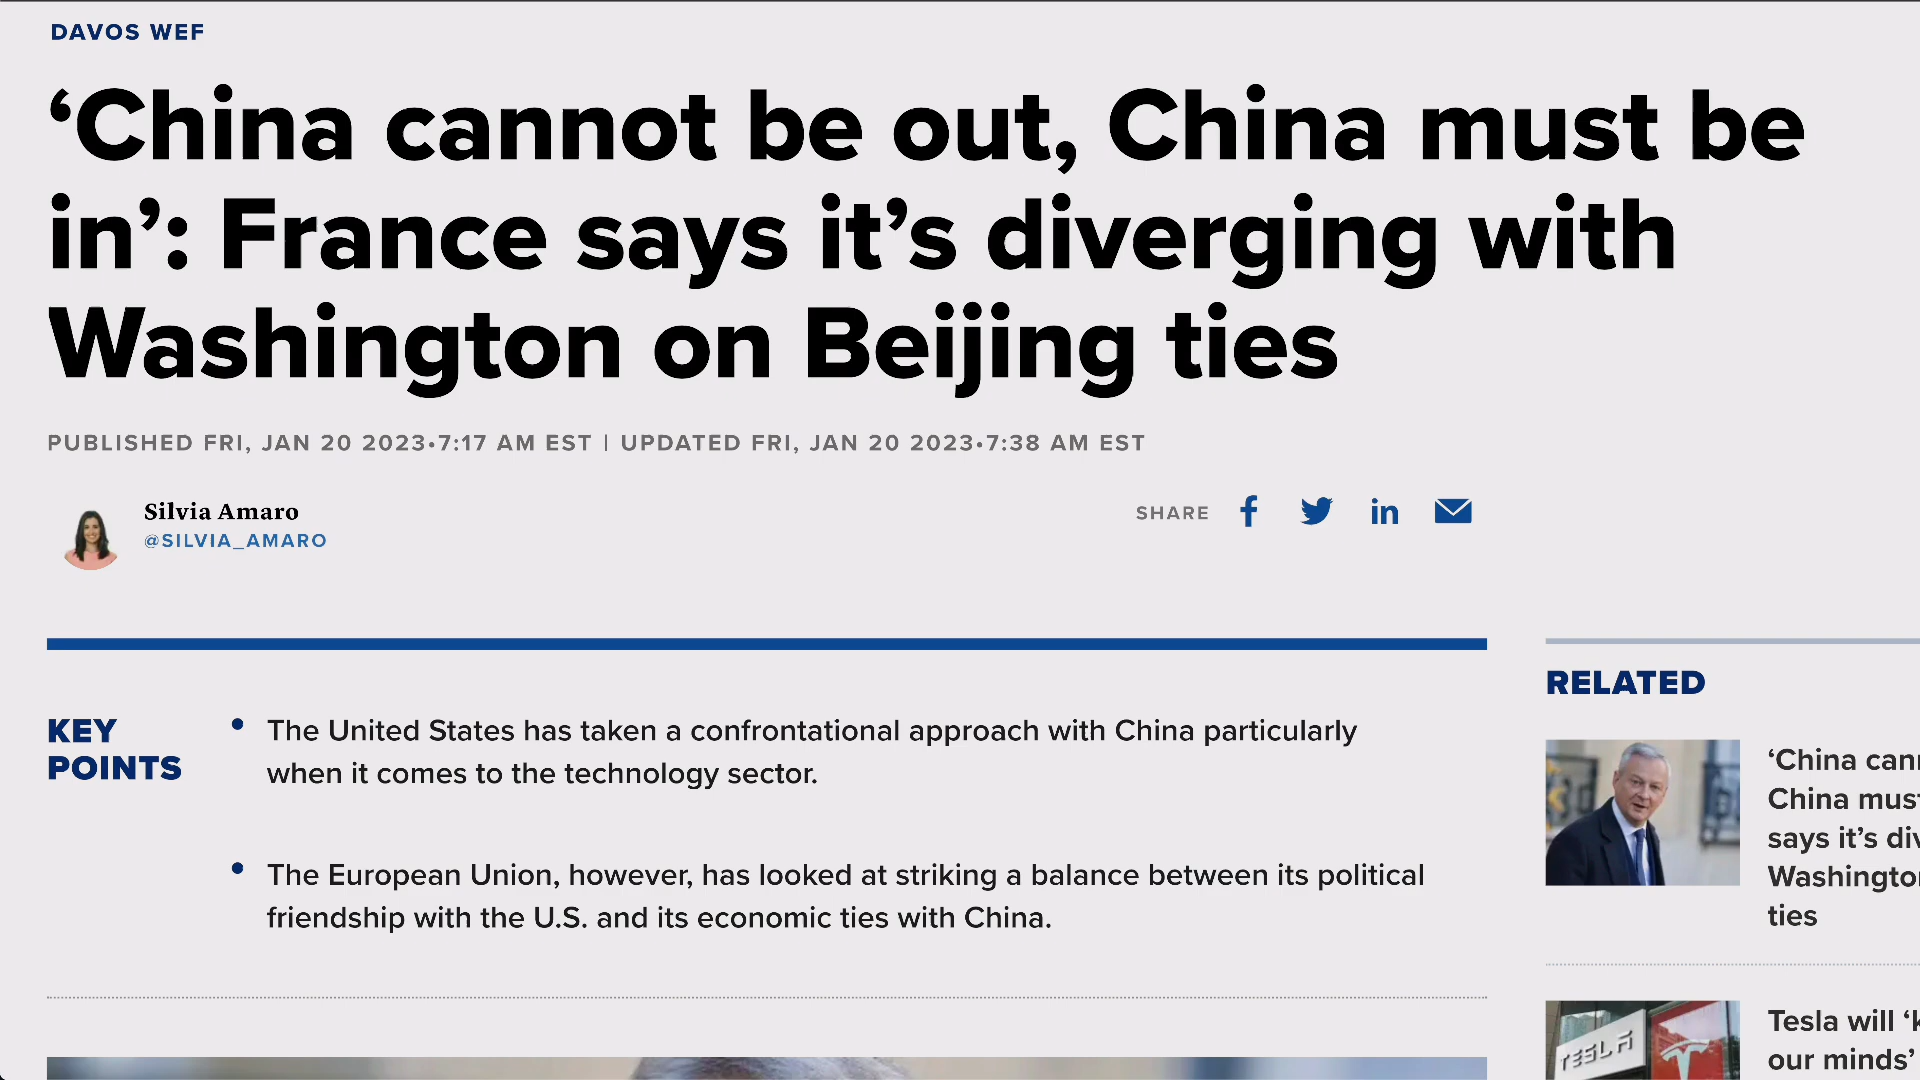 DAVOS WEF
‘China cannot be out, China must be
in’: France says it’s diverging with
Washington on Beijing ties
PUBLISHED FRI, JAN 20 2023•7:17 AM EST | UPDATED FRI, JAN 20 2023•7:38 AM EST
Silvia Amaro
@SILVIA_AMARO
SHARE
KEY
POINTS
• The United States has taken a confrontational approach with China particularly
when it comes to the technology sector.
• The European Union, however, has looked at striking a balance between its political
friendship with the U.S. and its economic ties with China.
RELATED
‘China can
China must
says it’s div
Washington
ties
TESLA
Tesla will ‘k
our minds’